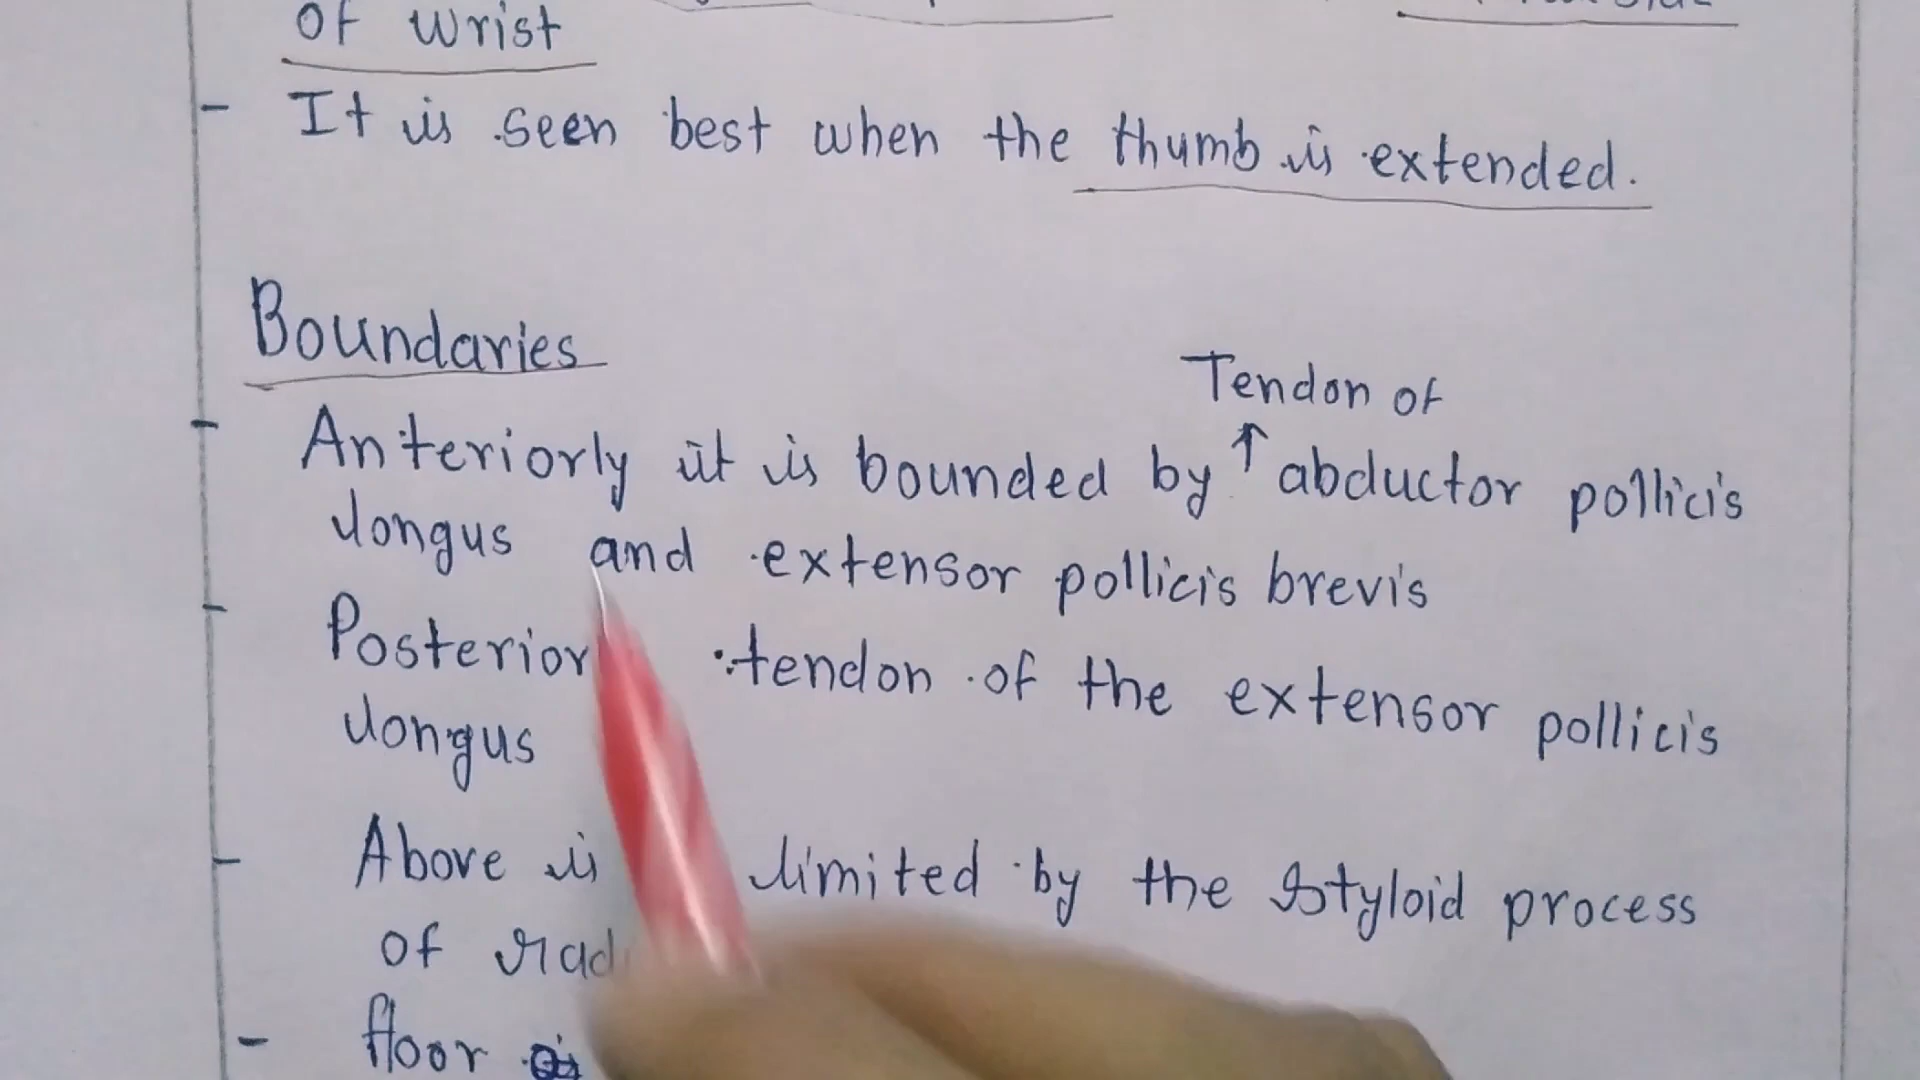 of wrist
- It is seen best when the thumb is extended.
Boundaries
Tendon of
- Anteriorly it is bounded by ↑ abductor pollicis
longus and extensor pollicis brevis
- Posterior : tendon of the extensor pollicis
longus
- Above is limited by the styloid process
of rad
- floor